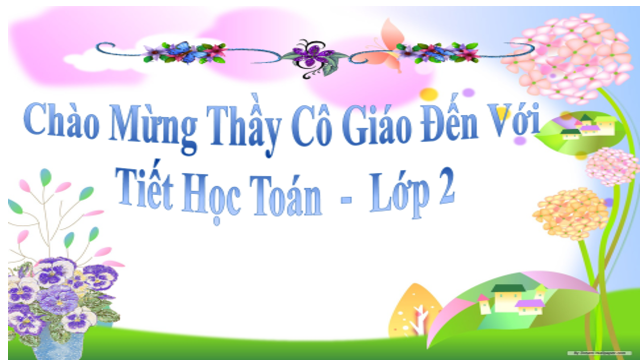 Chào Mừng Thầy Cô Giáo Đến Với
Tiết Học Toán - Lớp 2